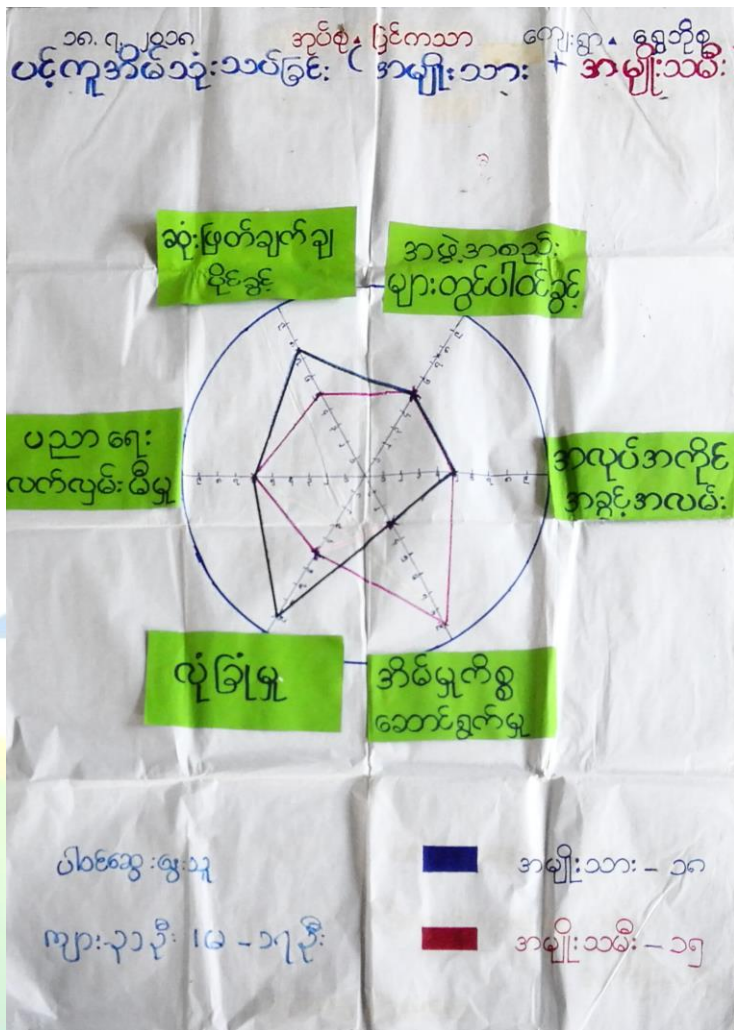 ၁၈.၇.၂၀၁၈ အုပ်စု - ပြင်ကသာ ကျေးရွာ - ရွှေဘိုစု
ပင့်ကူအိမ်သုံးသပ်ခြင်း ( အမျိုးသား + အမျိုးသမီး
ဆုံးဖြတ်ချက်ချ
ပိုင်ခွင့်
အဖွဲ့အစည်း
များတွင်ပါဝင်ခွင့်
ပညာရေး
လက်လှမ်းမီမှု
အလုပ်အကိုင်
အခွင့်အလမ်း
လုံခြုံမှု
အိမ်မှုကိစ္စ
ဆောင်ရွက်မှု
ပါဝင်ဆွေးနွေးသူ
ကျား - ၃၁ ဦး ၊ မ - ၁၇ ဦး
အမျိုးသား - ၁၈
အမျိုးသမီး - ၁၅